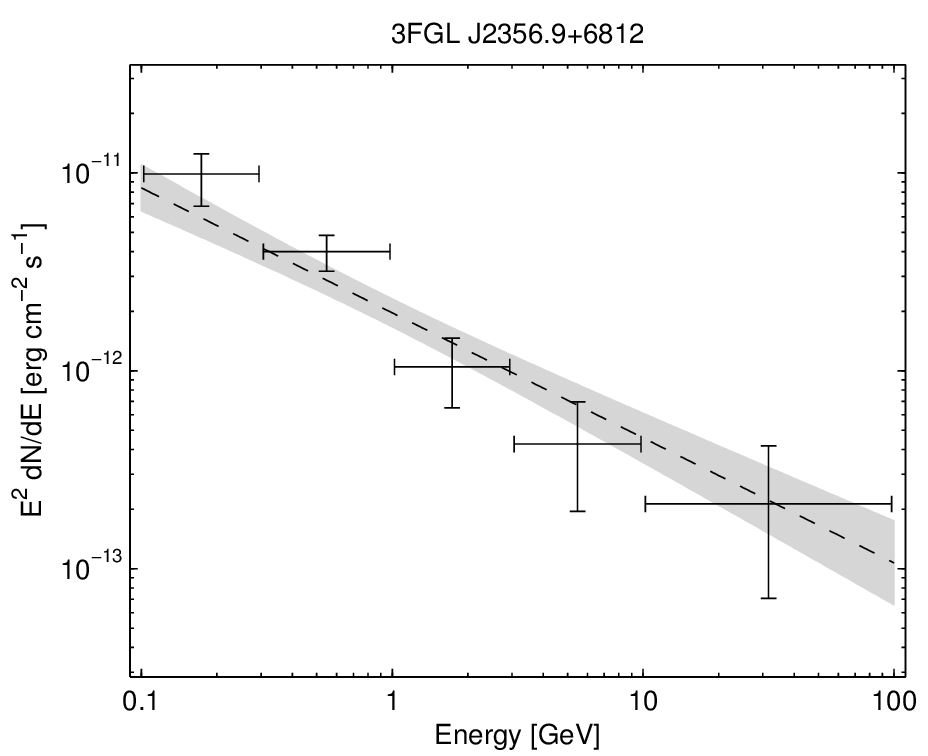 3FGL J2356.9+6812
10⁻¹¹
10⁻¹²
10⁻¹³
E² dN/dE [erg cm⁻² s⁻¹]
0.1 1 10 100
Energy [GeV]